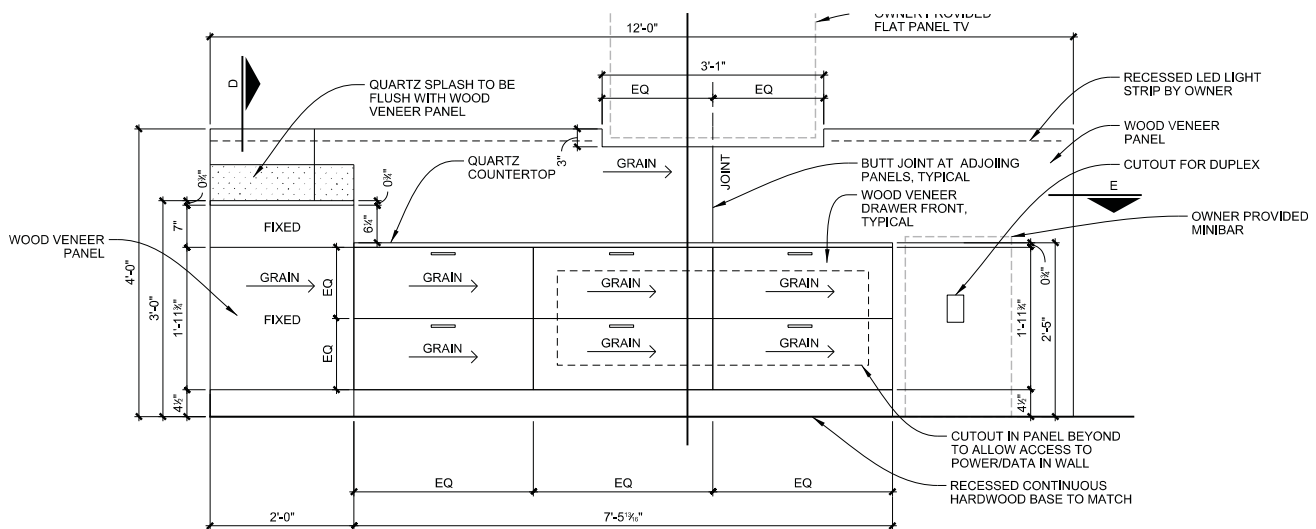 OWNER PROVIDED
FLAT PANEL TV
12'-0"
3'-1"
D
QUARTZ SPLASH TO BE
FLUSH WITH WOOD
VENEER PANEL
EQ
EQ
RECESSED LED LIGHT
STRIP BY OWNER
WOOD VENEER
PANEL
3"
QUARTZ
COUNTERTOP
GRAIN
JOINT
BUTT JOINT AT ADJOING
PANELS, TYPICAL
CUTOUT FOR DUPLEX
0¾"
0¾"
E
WOOD VENEER
DRAWER FRONT,
TYPICAL
7"
FIXED
6¼"
OWNER PROVIDED
MINIBAR
WOOD VENEER
PANEL
4'-0"
3'-0"
1'-11¾"
GRAIN
FIXED
EQ
EQ
GRAIN
GRAIN
GRAIN
GRAIN
GRAIN
GRAIN
0¾"
1'-11¾"
2'-5"
4½"
4½"
CUTOUT IN PANEL BEYOND
TO ALLOW ACCESS TO
POWER/DATA IN WALL
EQ
EQ
EQ
RECESSED CONTINUOUS
HARDWOOD BASE TO MATCH
2'-0"
7'-5¹³⁄₁₆"